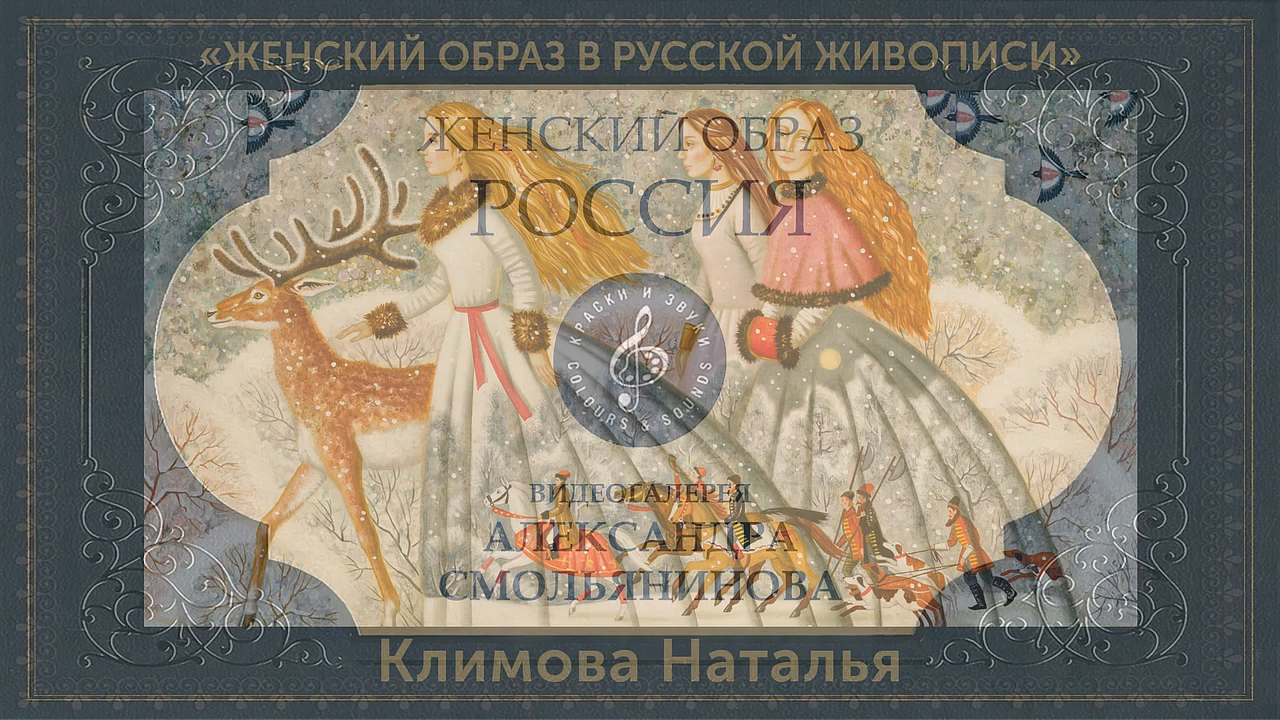 «ЖЕНСКИЙ ОБРАЗ В РУССКОЙ ЖИВОПИСИ»
ЖЕНСКИЙ ОБРАЗ
РОССИЯ
КРАСКИ И ЗВУКИ
COLOURS & SOUNDS
ВИДЕОГАЛЕРЕЯ
АЛЕКСАНДРА
СМОЛЬЯНИНОВА
Климова Наталья